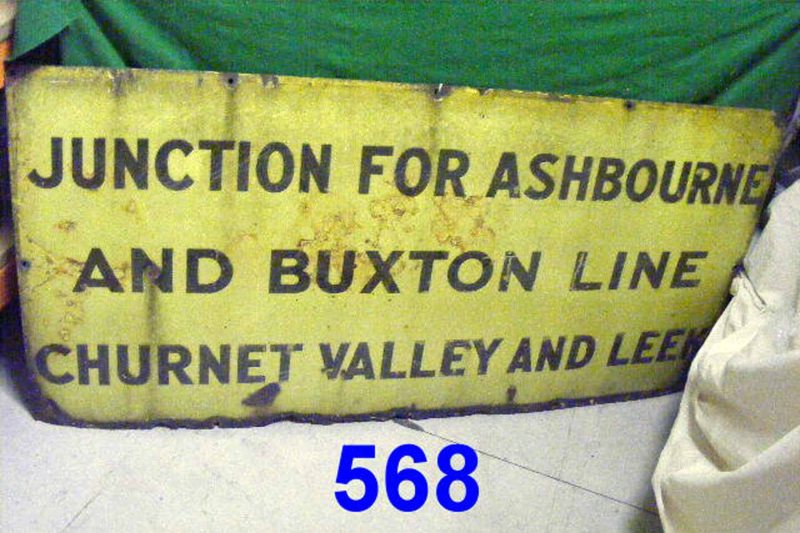 JUNCTION FOR ASHBOURNE
AND BUXTON LINE
CHURNET VALLEY AND LEEK
568